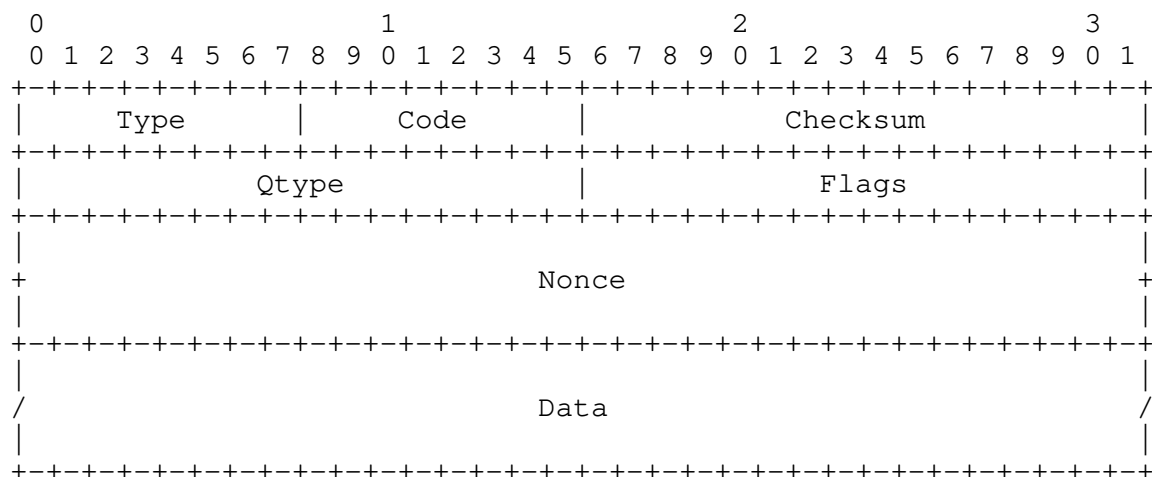 0                   1                   2                   3
 0 1 2 3 4 5 6 7 8 9 0 1 2 3 4 5 6 7 8 9 0 1 2 3 4 5 6 7 8 9 0 1
+-+-+-+-+-+-+-+-+-+-+-+-+-+-+-+-+-+-+-+-+-+-+-+-+-+-+-+-+-+-+-+-+
|     Type      |     Code      |           Checksum            |
+-+-+-+-+-+-+-+-+-+-+-+-+-+-+-+-+-+-+-+-+-+-+-+-+-+-+-+-+-+-+-+-+
|             Qtype             |             Flags             |
+-+-+-+-+-+-+-+-+-+-+-+-+-+-+-+-+-+-+-+-+-+-+-+-+-+-+-+-+-+-+-+-+
|                                                               |
+                             Nonce                             +
|                                                               |
+-+-+-+-+-+-+-+-+-+-+-+-+-+-+-+-+-+-+-+-+-+-+-+-+-+-+-+-+-+-+-+-+
|                                                               |
/                             Data                              /
|                                                               |
+-+-+-+-+-+-+-+-+-+-+-+-+-+-+-+-+-+-+-+-+-+-+-+-+-+-+-+-+-+-+-+-+